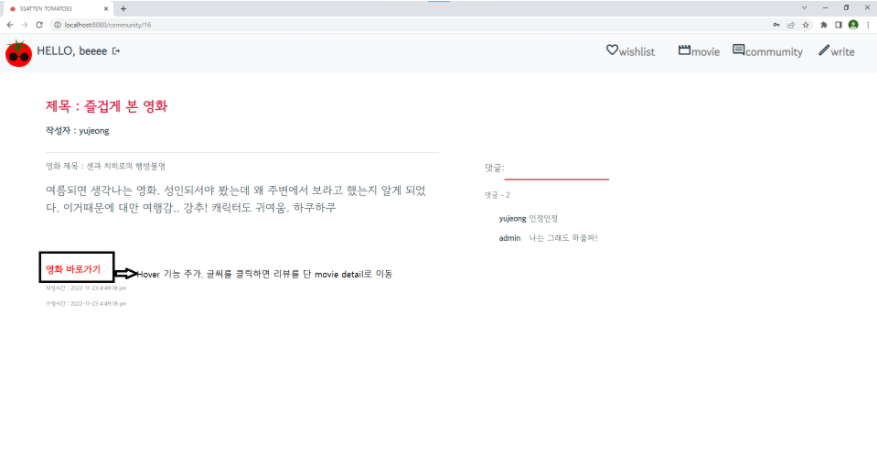 SSATTEN TOMATOES
localhost:8080/community/16
HELLO, beeee
wishlist
movie
commumity
write
제목 : 즐겁게 본 영화
작성자 : yujeong
영화 제목 : 센과 치히로의 행방불명
여름되면 생각나는 영화. 성인되서야 봤는데 왜 주변에서 보라고 했는지 알게 되었
다. 이거때문에 대만 여행감.. 강추! 캐릭터도 귀여움. 하쿠하쿠
영화 바로가기
Hover 기능 추가, 글씨를 클릭하면 리뷰를 단 movie detail로 이동
작성시간 : 2022-11-23 4:49:18 pm
수정시간 : 2022-11-23 4:49:18 pm
댓글:
댓글 - 2
yujeong 인정인정
admin 나는 그래도 하울파!